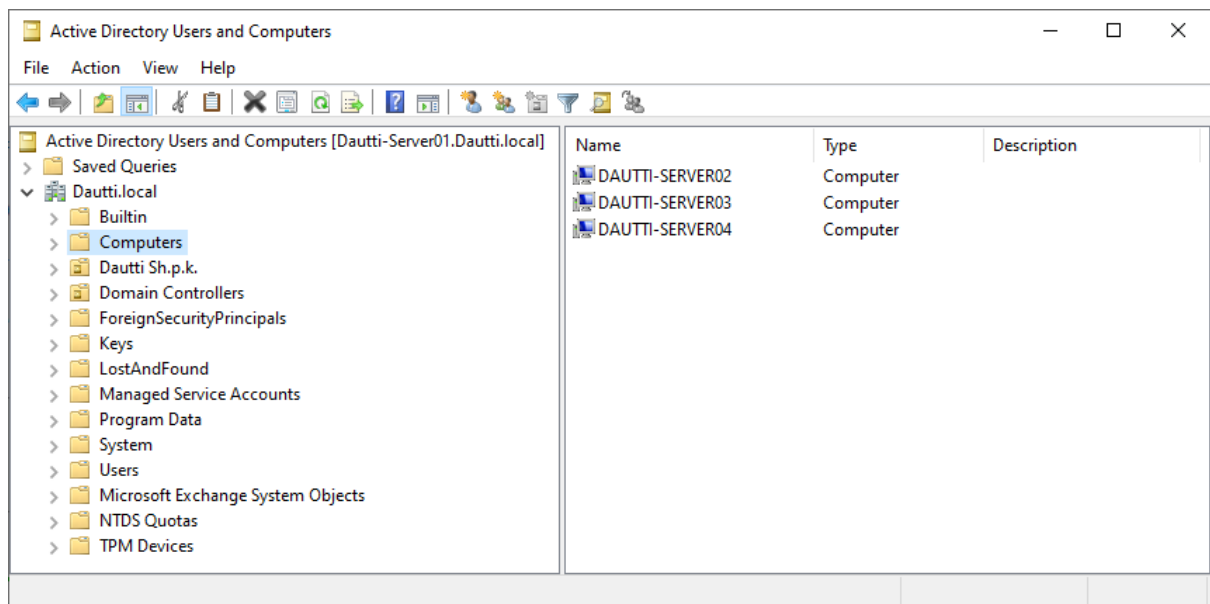 Active Directory Users and Computers
File Action View Help
Active Directory Users and Computers [Dautti-Server01.Dautti.local]
Saved Queries
Dautti.local
Builtin
Computers
Dautti Sh.p.k.
Domain Controllers
ForeignSecurityPrincipals
Keys
LostAndFound
Managed Service Accounts
Program Data
System
Users
Microsoft Exchange System Objects
NTDS Quotas
TPM Devices
Name Type Description
DAUTTI-SERVER02 Computer
DAUTTI-SERVER03 Computer
DAUTTI-SERVER04 Computer